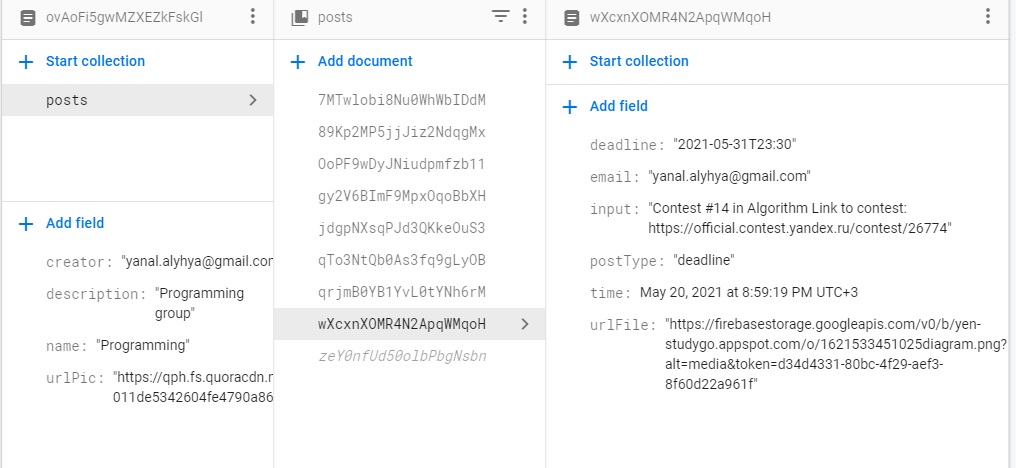 ovAoFi5gwMZXEZkFskGl
Start collection
posts
Add field
creator: "yanal.alyhya@gmail.con
description: "Programming
group"
name: "Programming"
urlPic: "https://qph.fs.quoracdn.n
011de5342604fe4790a86
posts
Add document
7MTwlobi8Nu0WhWbIDdM
89Kp2MP5jjJiz2NdqgMx
OoPF9wDyJNiudpmfzb11
gy2V6BImF9MpxOqoBbXH
jdgpNXsqPJd3QKkeOuS3
qTo3NtQb0As3fq9gLyOB
qrjmB0YB1YvL0tYNh6rM
wXcxnXOMR4N2ApqWMqoH
zeY0nfUd50olbPbgNsbn
wXcxnXOMR4N2ApqWMqoH
Start collection
Add field
deadline: "2021-05-31T23:30"
email: "yanal.alyhya@gmail.com"
input: "Contest #14 in Algorithm Link to contest:
https://official.contest.yandex.ru/contest/26774"
postType: "deadline"
time: May 20, 2021 at 8:59:19 PM UTC+3
urlFile: "https://firebasestorage.googleapis.com/v0/b/yen-
studygo.appspot.com/o/1621533451025diagram.png?
alt=media&token=d34d4331-80bc-4f29-aef3-
8f60d22a961f"